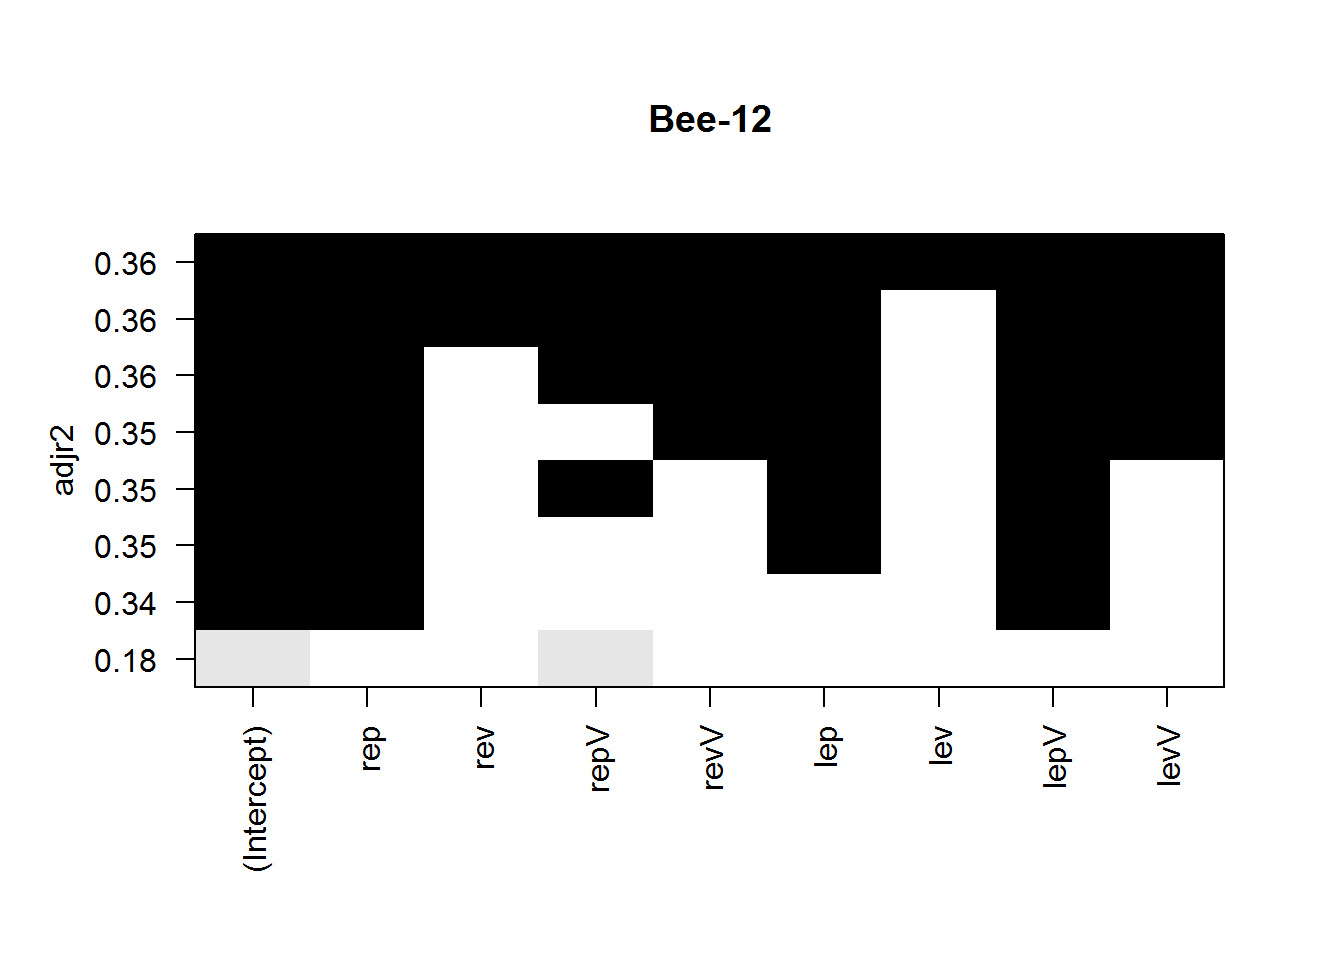 Bee-12
adjr2
0.36
0.36
0.36
0.35
0.35
0.35
0.34
0.18
(Intercept)
rep
rev
repV
revV
lep
lev
lepV
levV